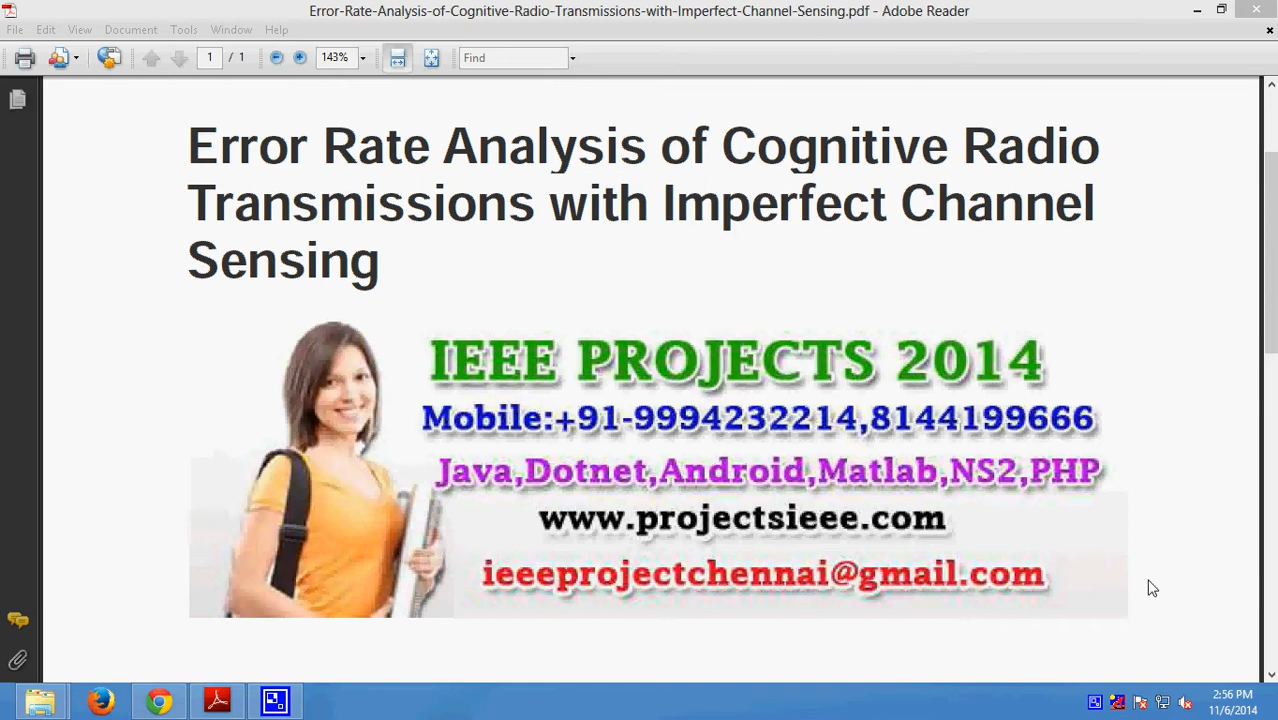 Error-Rate-Analysis-of-Cognitive-Radio-Transmissions-with-Imperfect-Channel-Sensing.pdf - Adobe Reader
File Edit View Document Tools Window Help
1 / 1 143% Find
Error Rate Analysis of Cognitive Radio
Transmissions with Imperfect Channel
Sensing
IEEE PROJECTS 2014
Mobile:+91-9994232214,8144199666
Java,Dotnet,Android,Matlab,NS2,PHP
www.projectsieee.com
ieeeprojectchennai@gmail.com
2:56 PM
11/6/2014